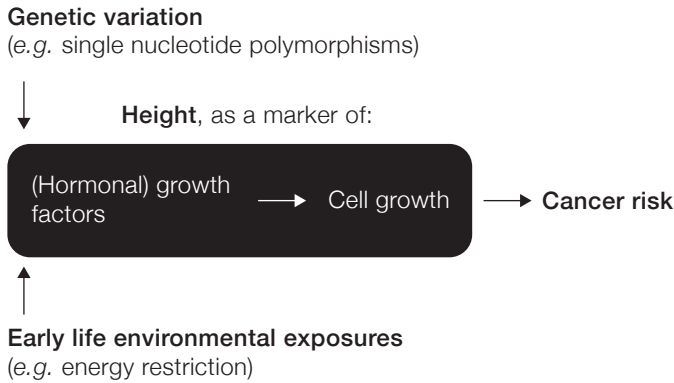 Genetic variation
(e.g. single nucleotide polymorphisms)
Height, as a marker of:
(Hormonal) growth
factors
Cell growth
Cancer risk
Early life environmental exposures
(e.g. energy restriction)